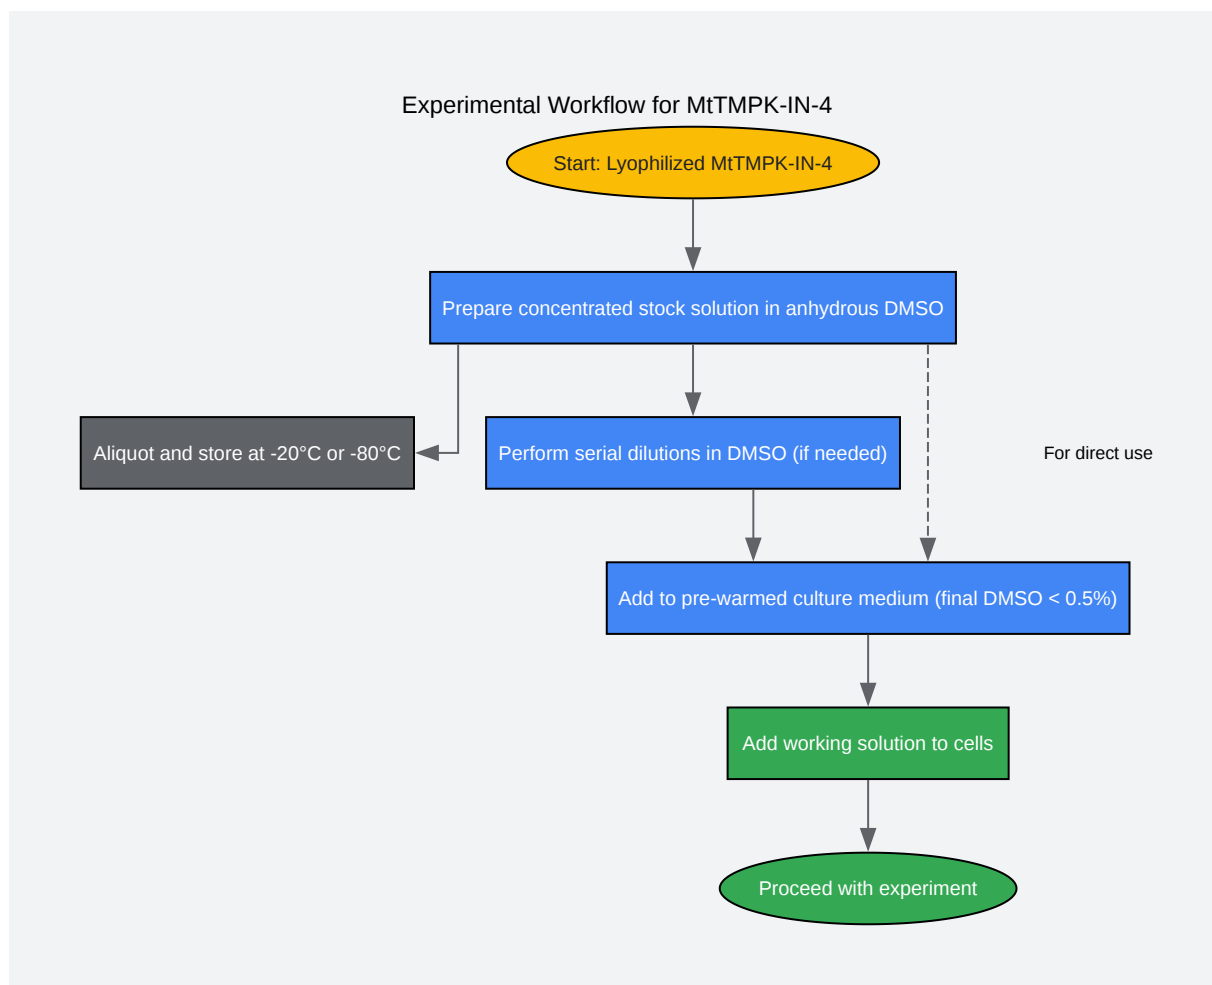 Experimental Workflow for MtTMPK-IN-4
Start: Lyophilized MtTMPK-IN-4
Prepare concentrated stock solution in anhydrous DMSO
Aliquot and store at -20°C or -80°C
Perform serial dilutions in DMSO (if needed)
For direct use
Add to pre-warmed culture medium (final DMSO < 0.5%)
Add working solution to cells
Proceed with experiment